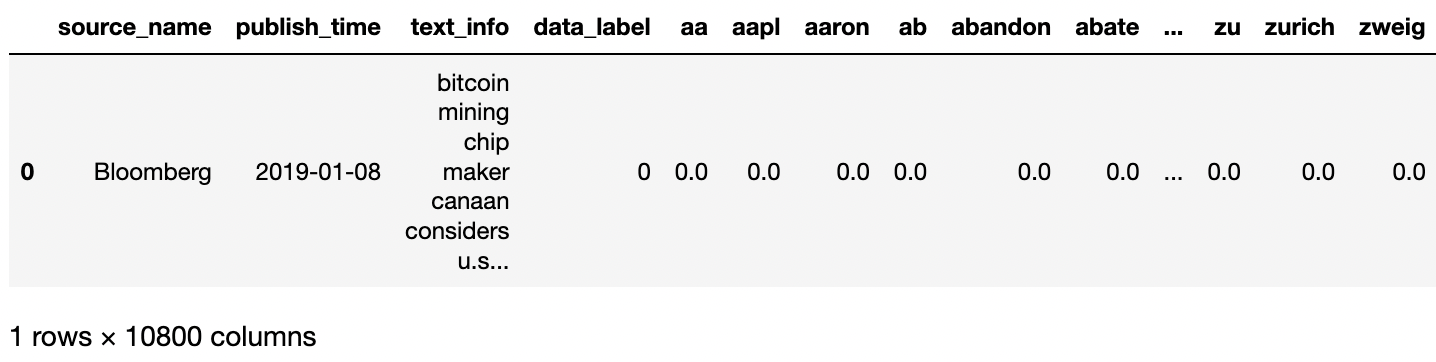 source_name publish_time text_info data_label aa aapl aaron ab abandon abate ... zu zurich zweig
bitcoin
mining
chip
0 Bloomberg 2019-01-08 maker 0 0.0 0.0 0.0 0.0 0.0 0.0 ... 0.0 0.0 0.0
canaan
considers
u.s...
1 rows × 10800 columns